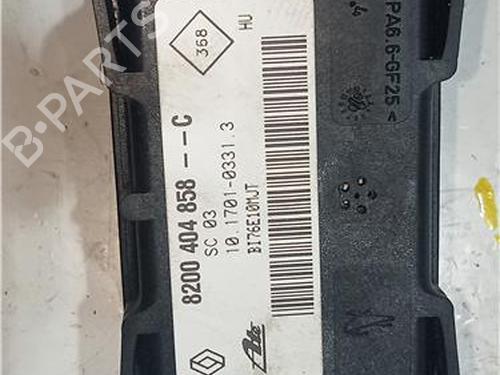 368
HU
8200 404 858 --C
SC 03
10.1701-0331.3
BI76E10MJT
Ate
PA6.6-GF25<
B-PARTS